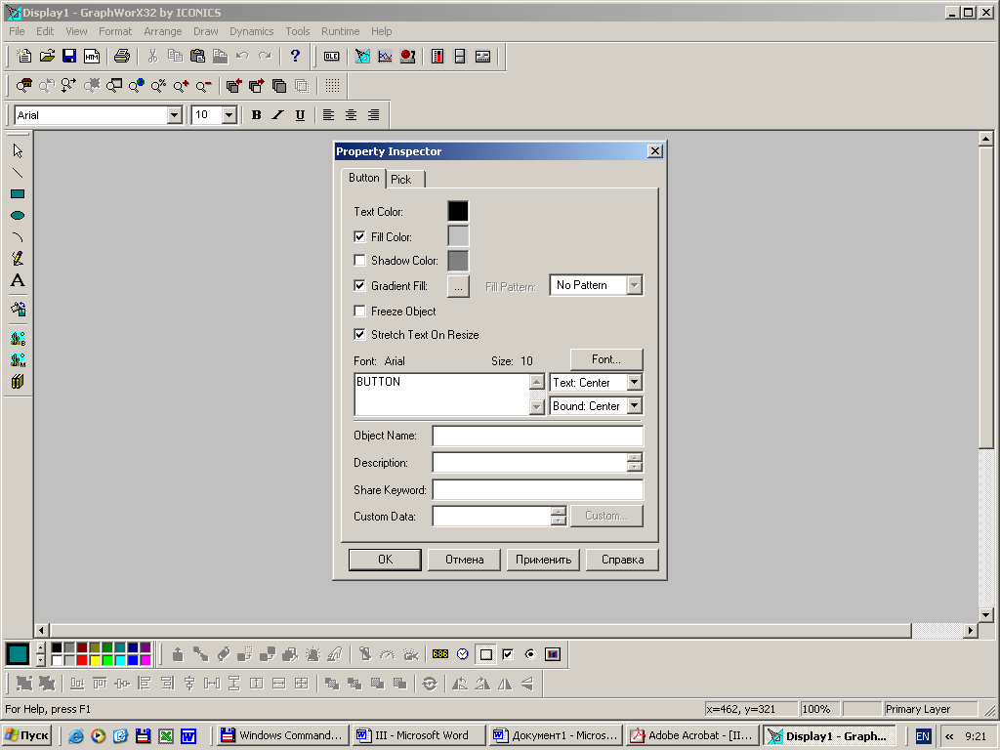 Display1 - GraphWorX32 by ICONICS
File Edit View Format Arrange Draw Dynamics Tools Runtime Help
HTM ? OLE
Arial 10 B I U
Property Inspector
Button Pick
Text Color:
Fill Color:
Shadow Color:
Gradient Fill: ... Fill Pattern: No Pattern
Freeze Object
Stretch Text On Resize
Font: Arial Size: 10 Font...
BUTTON Text: Center
Bound: Center
Object Name:
Description:
Share Keyword:
Custom Data: Custom...
OK Отмена Применить Справка
A
B
M
686
For Help, press F1 x=462, y=321 100% Primary Layer
Пуск Windows Command... III - Microsoft Word Документ1 - Micros... Adobe Acrobat - [II... Display1 - Graph... EN « 9:21